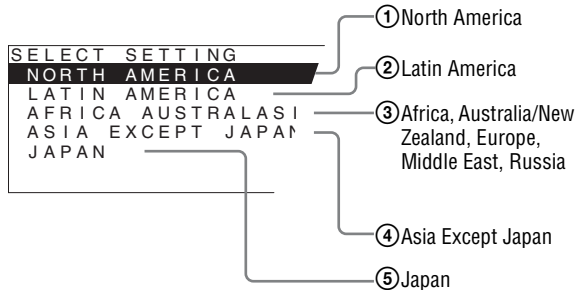 SELECT SETTING
NORTH AMERICA
LATIN AMERICA
AFRICA AUSTRALASI
ASIA EXCEPT JAPAN
JAPAN
①North America
②Latin America
③Africa, Australia/New
Zealand, Europe,
Middle East, Russia
④Asia Except Japan
⑤Japan